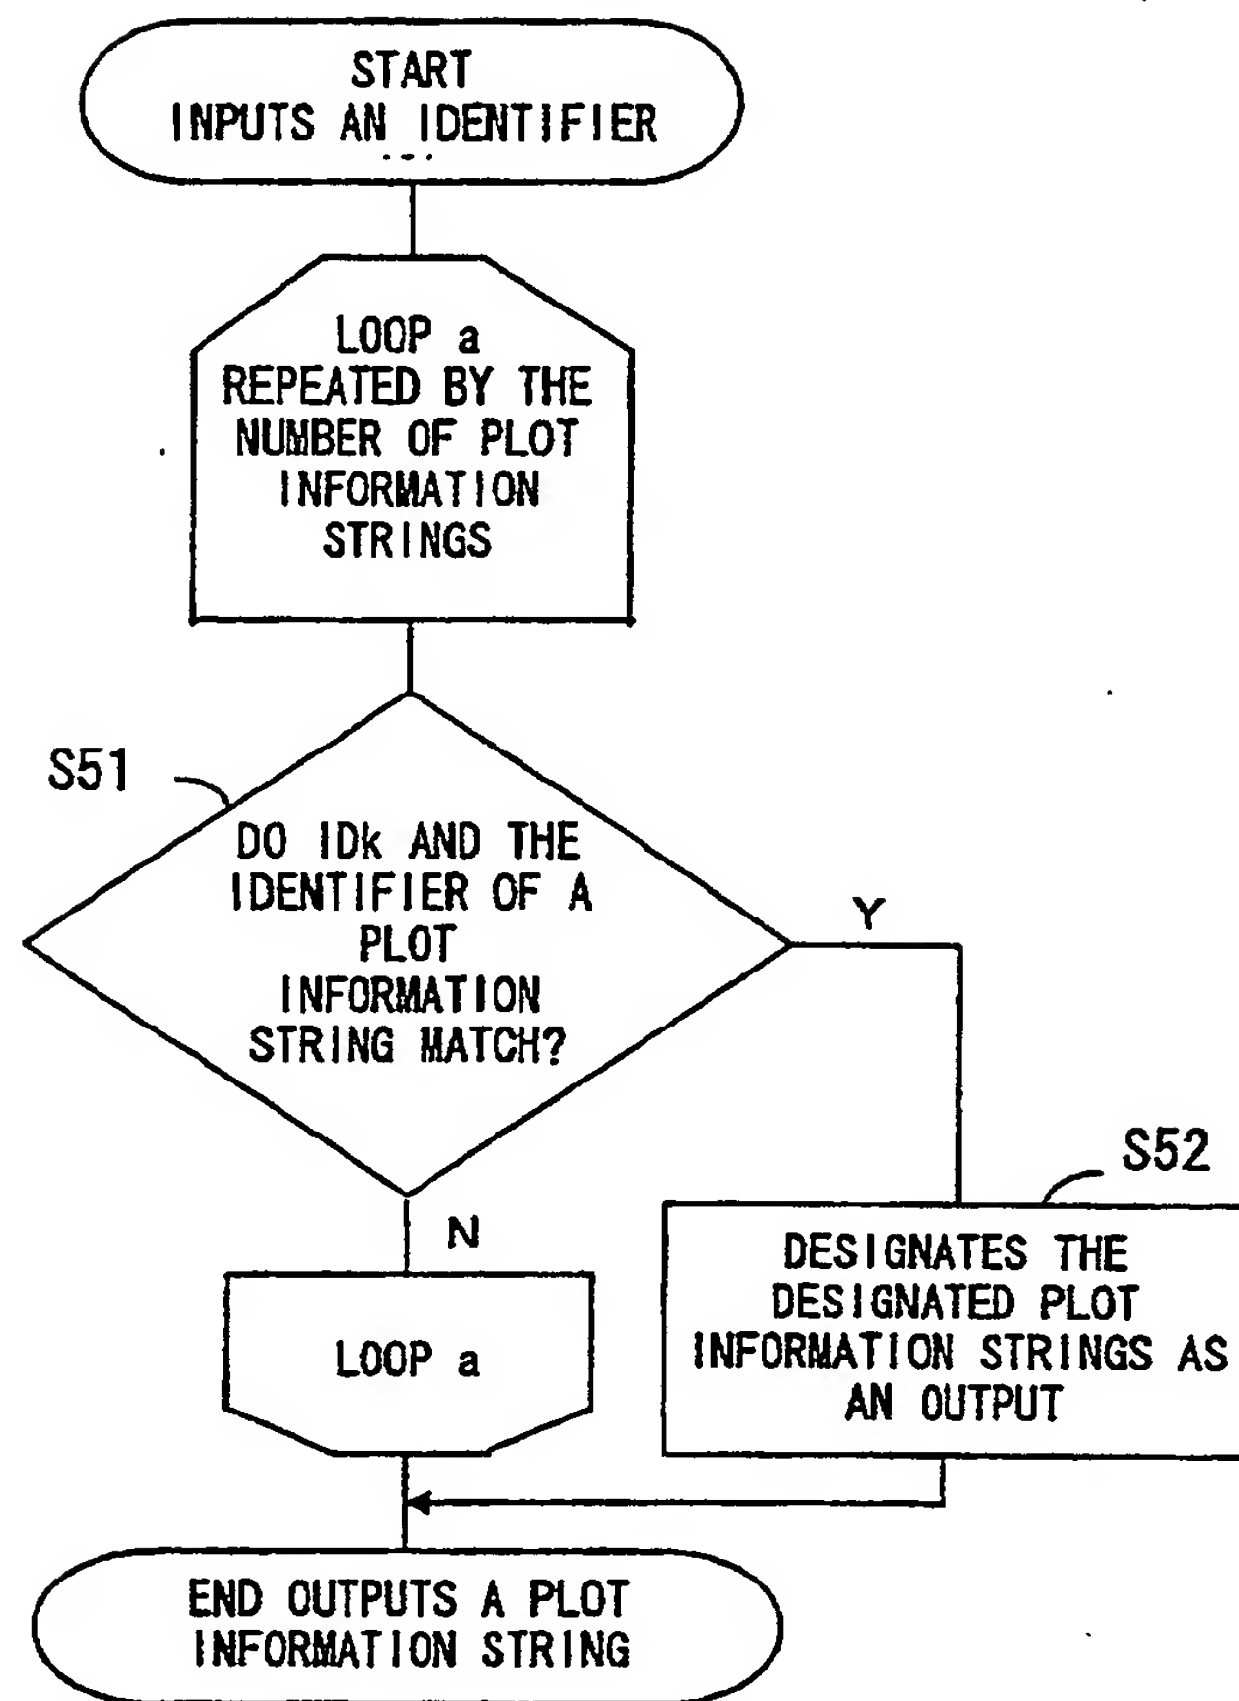 START
INPUTS AN IDENTIFIER
LOOP a
REPEATED BY THE
NUMBER OF PLOT
INFORMATION
STRINGS
S51
DO IDk AND THE
IDENTIFIER OF A
PLOT
INFORMATION
STRING MATCH?
Y
N
S52
DESIGNATES THE
DESIGNATED PLOT
INFORMATION STRINGS AS
AN OUTPUT
LOOP a
END OUTPUTS A PLOT
INFORMATION STRING